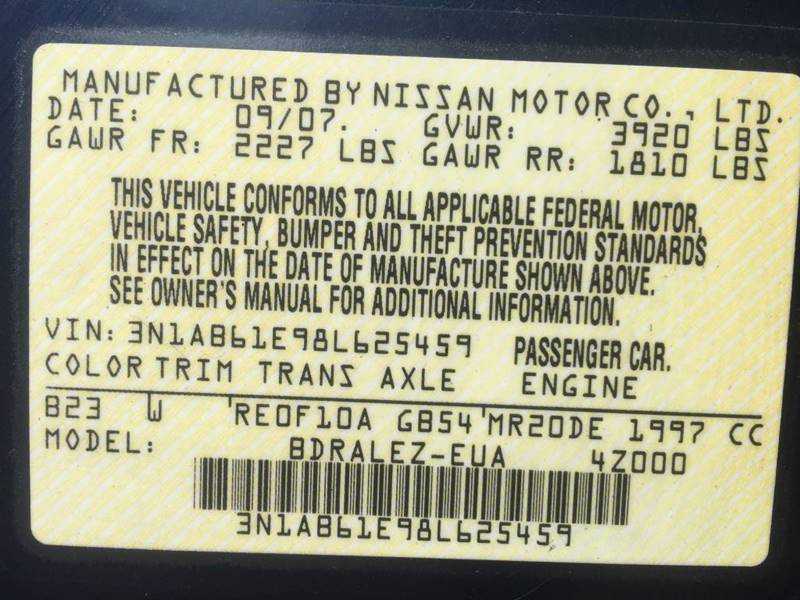 MANUFACTURED BY NISSAN MOTOR CO., LTD.
DATE: 09/07. GVWR: 3920 LBS
GAWR FR: 2227 LBS GAWR RR: 1810 LBS
THIS VEHICLE CONFORMS TO ALL APPLICABLE FEDERAL MOTOR
VEHICLE SAFETY, BUMPER AND THEFT PREVENTION STANDARDS
IN EFFECT ON THE DATE OF MANUFACTURE SHOWN ABOVE.
SEE OWNER'S MANUAL FOR ADDITIONAL INFORMATION.
VIN: 3N1AB61E98L625459 PASSENGER CAR.
COLOR TRIM TRANS AXLE ENGINE
B23 W RE0F10A GB54 MR20DE 1997 CC
MODEL: BDRALEZ-EUA 4Z000
3N1AB61E98L625459